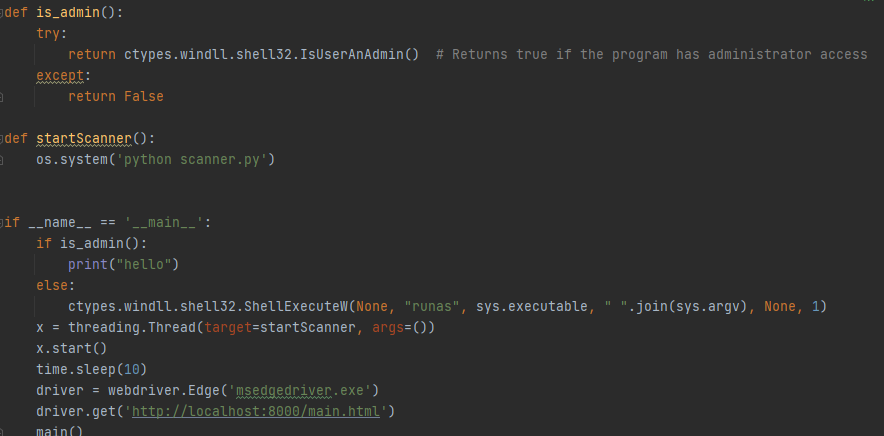 def is_admin():
    try:
        return ctypes.windll.shell32.IsUserAnAdmin()  # Returns true if the program has administrator access
    except:
        return False
def startScanner():
    os.system('python scanner.py')
if __name__ == '__main__':
    if is_admin():
        print("hello")
    else:
        ctypes.windll.shell32.ShellExecuteW(None, "runas", sys.executable, " ".join(sys.argv), None, 1)
    x = threading.Thread(target=startScanner, args=())
    x.start()
    time.sleep(10)
    driver = webdriver.Edge('msedgedriver.exe')
    driver.get('http://localhost:8000/main.html')
    main()